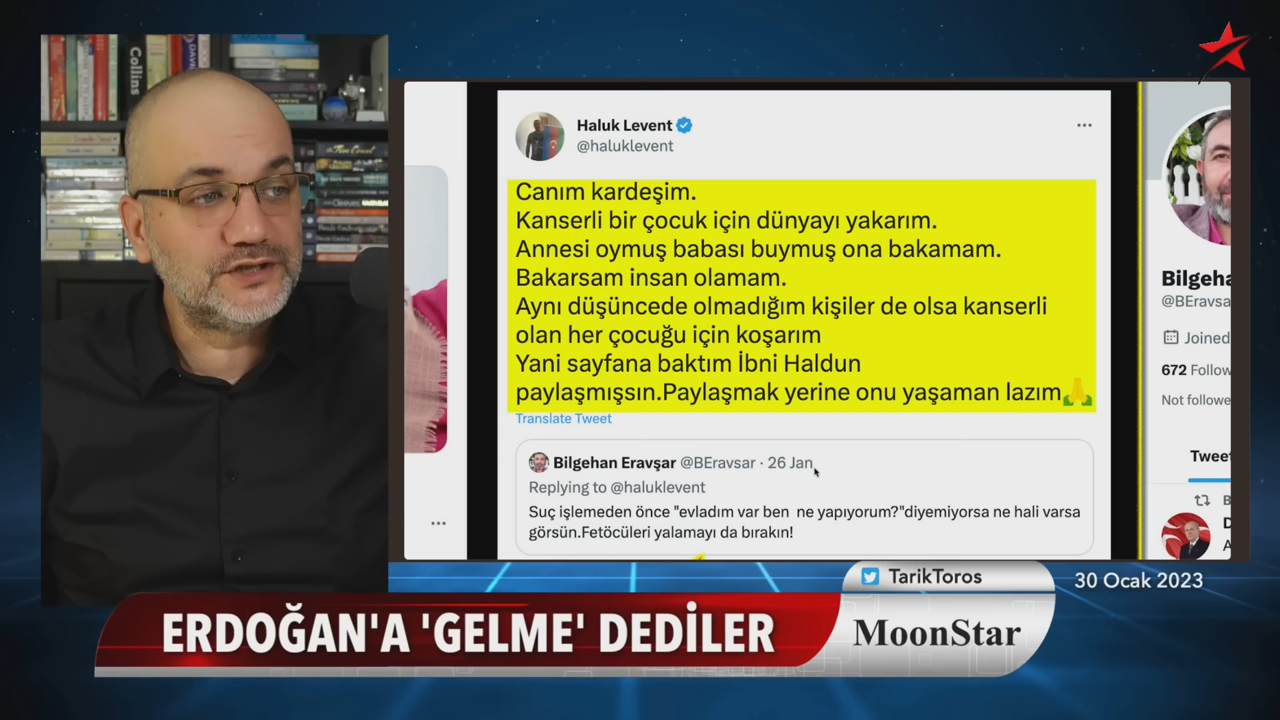 Collins
Haluk Levent
@haluklevent
Canım kardeşim.
Kanserli bir çocuk için dünyayı yakarım.
Annesi oymuş babası buymuş ona bakamam.
Bakarsam insan olamam.
Aynı düşüncede olmadığım kişiler de olsa kanserli
olan her çocuğu için koşarım
Yani sayfana baktım İbni Haldun
paylaşmışsın.Paylaşmak yerine onu yaşaman lazım
Translate Tweet
Bilgehan Eravşar @BEravsar · 26 Jan
Replying to @haluklevent
Suç işlemeden önce "evladım var ben ne yapıyorum?"diyemiyorsa ne hali varsa
görsün.Fetöcüleri yalamayı da bırakın!
Bilgeha
@BEravsa
Joined
672 Follow
Not followe
Tweet
B
D
A
TarikToros
30 Ocak 2023
ERDOĞAN'A 'GELME' DEDİLER
MoonStar